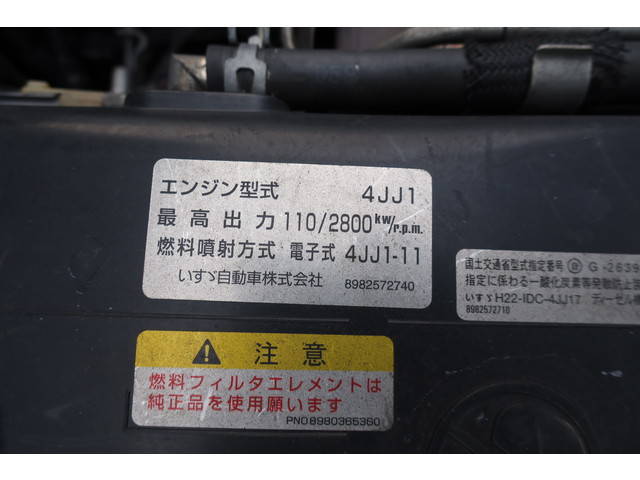 エンジン型式 4JJ1
最高出力 110/2800 kw/r.p.m.
燃料噴射方式 電子式 4JJ1-11
いすゞ自動車株式会社 8982572740
国土交通省型式指定番号 G-263
指定に係わる一酸化炭素等発散防止
いすゞ H22-IDC-4JJ1T ディーゼル
8982572710
注意
燃料フィルタエレメントは
純正品を使用願います
PNO8980365360